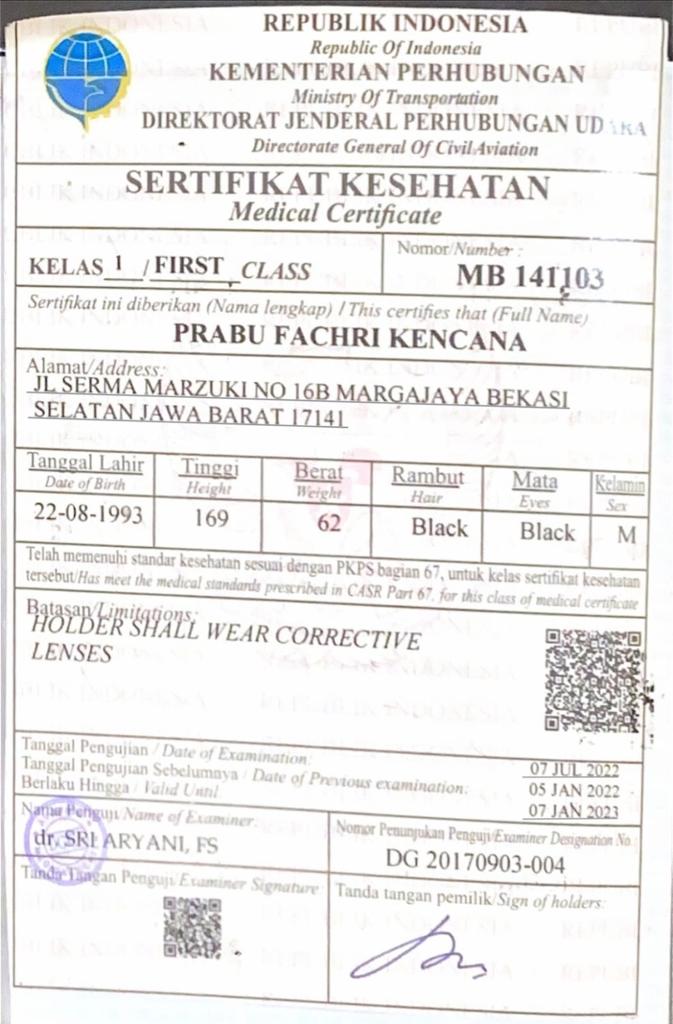 REPUBLIK INDONESIA
Republic Of Indonesia
KEMENTERIAN PERHUBUNGAN
Ministry Of Transportation
DIREKTORAT JENDERAL PERHUBUNGAN UDARA
Directorate General Of Civil Aviation
SERTIFIKAT KESEHATAN
Medical Certificate
KELAS 1 / FIRST CLASS
Nomor/Number :
MB 141103
Sertifikat ini diberikan (Nama lengkap) / This certifies that (Full Name)
PRABU FACHRI KENCANA
Alamat/Address:
JL SERMA MARZUKI NO 16B MARGAJAYA BEKASI
SELATAN JAWA BARAT 17141
Tanggal Lahir Tinggi Berat Rambut Mata Kelamin
Date of Birth Height Weight Hair Eyes Sex
22-08-1993 169 62 Black Black M
Telah memenuhi standar kesehatan sesuai dengan PKPS bagian 67, untuk kelas sertifikat kesehatan
tersebut/Has meet the medical standards prescribed in CASR Part 67. for this class of medical certificate
Batasan/Limitations:
HOLDER SHALL WEAR CORRECTIVE
LENSES
Tanggal Pengujian / Date of Examination: 07 JUL 2022
Tanggal Pengujian Sebelumnya / Date of Previous examination: 05 JAN 2022
Berlaku Hingga / Valid Until 07 JAN 2023
Nama Penguji/Name of Examiner:
dr. SRI ARYANI, FS
Nomor Penunjukan Penguji/Examiner Designation No.
DG 20170903-004
Tanda Tangan Penguji/Examiner Signature:
Tanda tangan pemilik/Sign of holders: